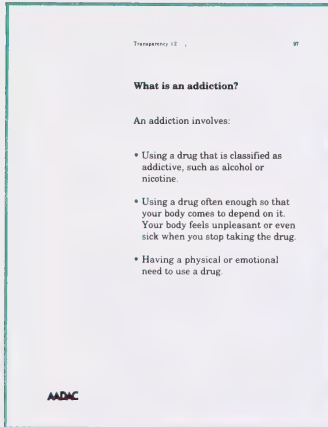 Transparency 12 87
What is an addiction?
An addiction involves:
• Using a drug that is classified as
addictive, such as alcohol or
nicotine.
• Using a drug often enough so that
your body comes to depend on it.
Your body feels unpleasant or even
sick when you stop taking the drug.
• Having a physical or emotional
need to use a drug.
AADAC